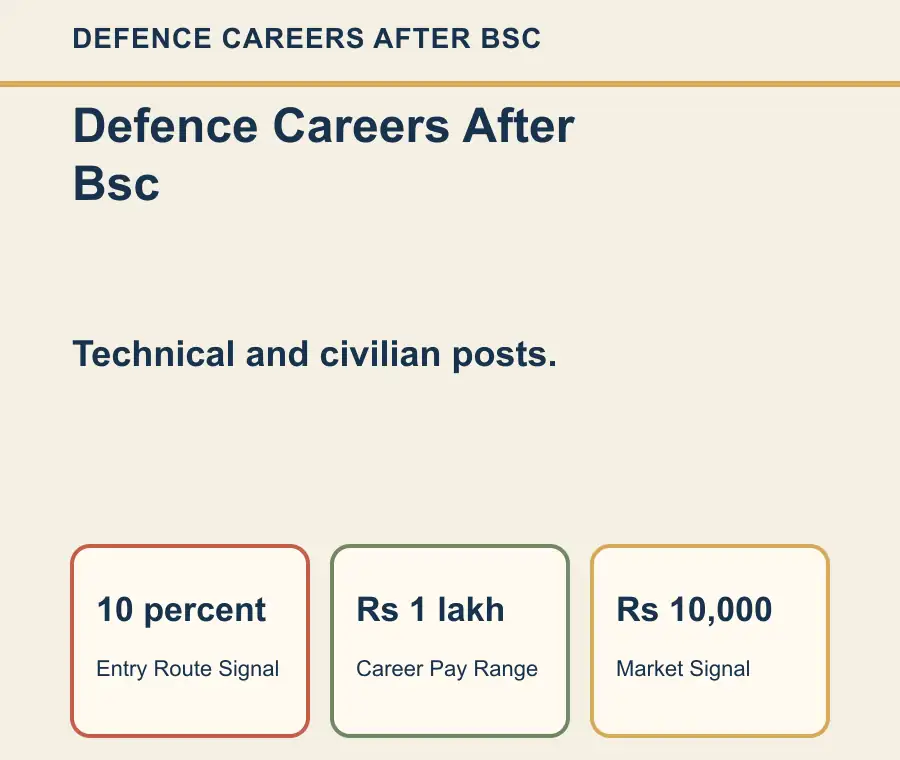 DEFENCE CAREERS AFTER BSC
Defence Careers After
Bsc
Technical and civilian posts.
10 percent
Entry Route Signal
Rs 1 lakh
Career Pay Range
Rs 10,000
Market Signal